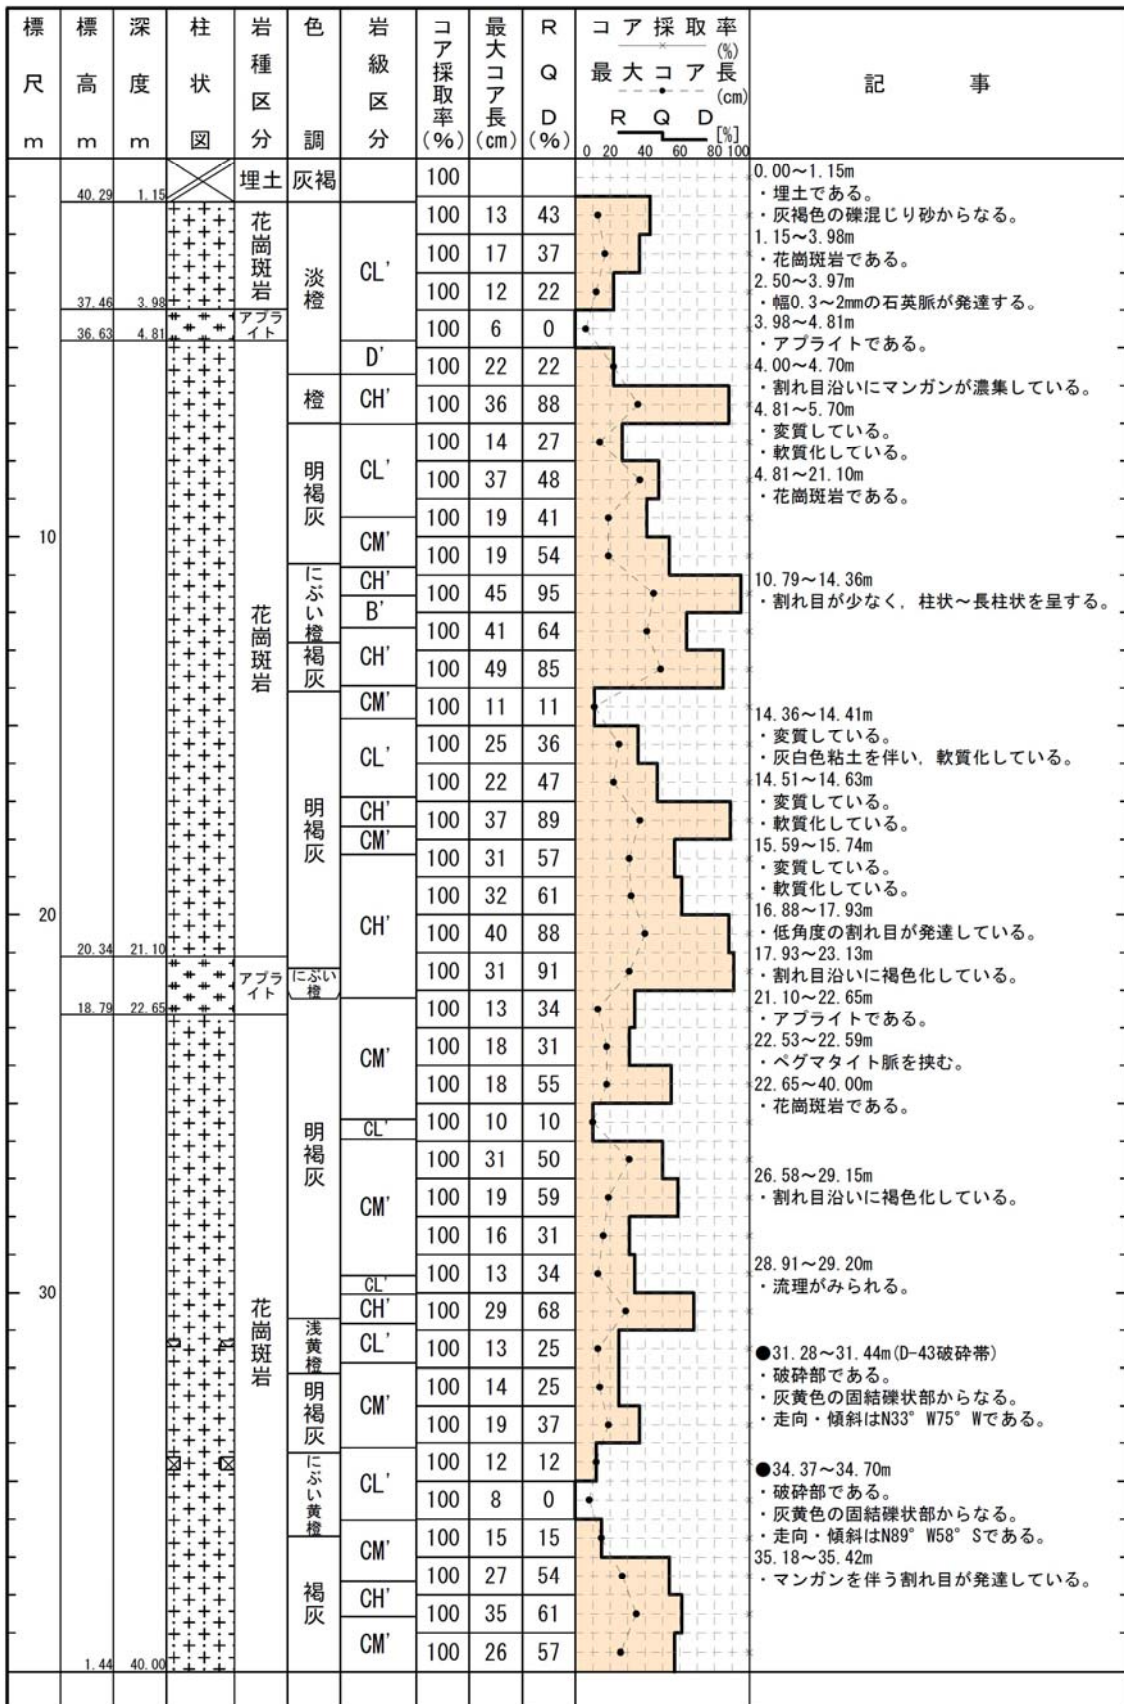 標尺 m
標高 m
深度 m
柱状図
岩種区分
色調
岩級区分
コア採取率(%)
最大コア長(cm)
RQD(%)
コア採取率
(%)
最大コア長
(cm)
RQD
[%]
0 20 40 60 80 100
記事
埋土 灰褐 100
40.29 1.15
花崗斑岩
淡橙
CL'
100 13 43
100 17 37
100 12 22
37.46 3.98
アプライト
100 6 0
36.63 4.81
D'
100 22 22
橙
CH'
100 36 88
100 14 27
明褐灰
CL'
100 37 48
100 19 41
10
CM'
100 19 54
にぶい橙
CH'
100 45 95
B'
花崗斑岩
100 41 64
褐灰
CH'
100 49 85
CM'
100 11 11
100 25 36
CL'
100 22 47
明褐灰
CH'
100 37 89
CM'
100 31 57
100 32 61
20
CH'
100 40 88
20.34 21.10
アプライト
にぶい橙
100 31 91
18.79 22.65
100 13 34
100 18 31
CM'
100 18 55
明褐灰
CL'
100 10 10
100 31 50
CM'
100 19 59
100 16 31
100 13 34
CL'
30
花崗斑岩
CH'
100 29 68
浅黄橙
CL'
100 13 25
明褐灰
CM'
100 14 25
100 19 37
にぶい黄橙
CL'
100 12 12
100 8 0
CM'
100 15 15
褐灰
100 27 54
CH'
100 35 61
CM'
100 26 57
1.44 40.00
0.00～1.15m
・埋土である。
・灰褐色の礫混じり砂からなる。
1.15～3.98m
・花崗斑岩である。
2.50～3.97m
・幅0.3～2mmの石英脈が発達する。
3.98～4.81m
・アプライトである。
4.00～4.70m
・割れ目沿いにマンガンが濃集している。
4.81～5.70m
・変質している。
・軟質化している。
4.81～21.10m
・花崗斑岩である。
10.79～14.36m
・割れ目が少なく，柱状～長柱状を呈する。
14.36～14.41m
・変質している。
・灰白色粘土を伴い，軟質化している。
14.51～14.63m
・変質している。
・軟質化している。
15.59～15.74m
・変質している。
・軟質化している。
16.88～17.93m
・低角度の割れ目が発達している。
17.93～23.13m
・割れ目沿いに褐色化している。
21.10～22.65m
・アプライトである。
22.53～22.59m
・ペグマタイト脈を挟む。
22.65～40.00m
・花崗斑岩である。
26.58～29.15m
・割れ目沿いに褐色化している。
28.91～29.20m
・流理がみられる。
●31.28～31.44m(D-43破砕帯)
・破砕部である。
・灰黄色の固結礫状部からなる。
・走向・傾斜はN33°W75°Wである。
●34.37～34.70m
・破砕部である。
・灰黄色の固結礫状部からなる。
・走向・傾斜はN89°W58°Sである。
35.18～35.42m
・マンガンを伴う割れ目が発達している。